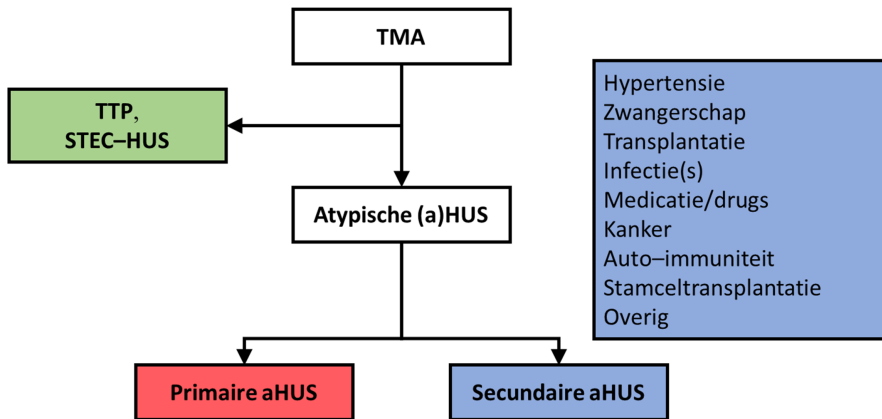 TMA
TTP,
STEC–HUS
Atypische (a)HUS
Primaire aHUS
Secundaire aHUS
Hypertensie
Zwangerschap
Transplantatie
Infectie(s)
Medicatie/drugs
Kanker
Auto–immuniteit
Stamceltransplantatie
Overig